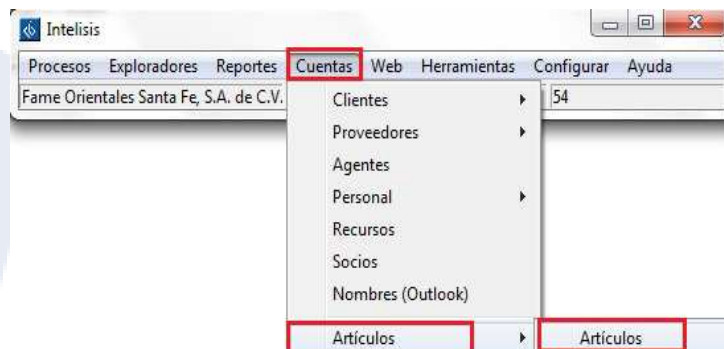 Intelisis
Procesos Exploradores Reportes Cuentas Web Herramientas Configurar Ayuda
Fame Orientales Santa Fe, S.A. de C.V. 54
Clientes
Proveedores
Agentes
Personal
Recursos
Socios
Nombres (Outlook)
Artículos Artículos